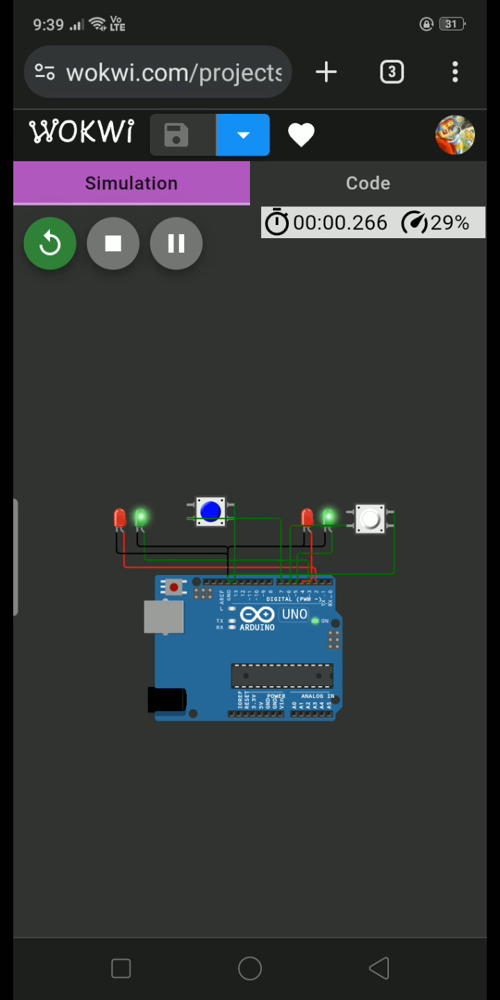 9:39 Vo LTE 31
wokwi.com/projects
3
WOKWi
Simulation
Code
00:00.266 29%
AREF
GND
13
12
~11
~10
~9
8
7
~6
~5
4
~3
2
TX→1
RX←0
DIGITAL (PWM ~)
UNO
TX
RX
ARDUINO
ON
IOREF
RESET
3.3V
5V
GND
GND
Vin
POWER
ANALOG IN
A0
A1
A2
A3
A4
A5